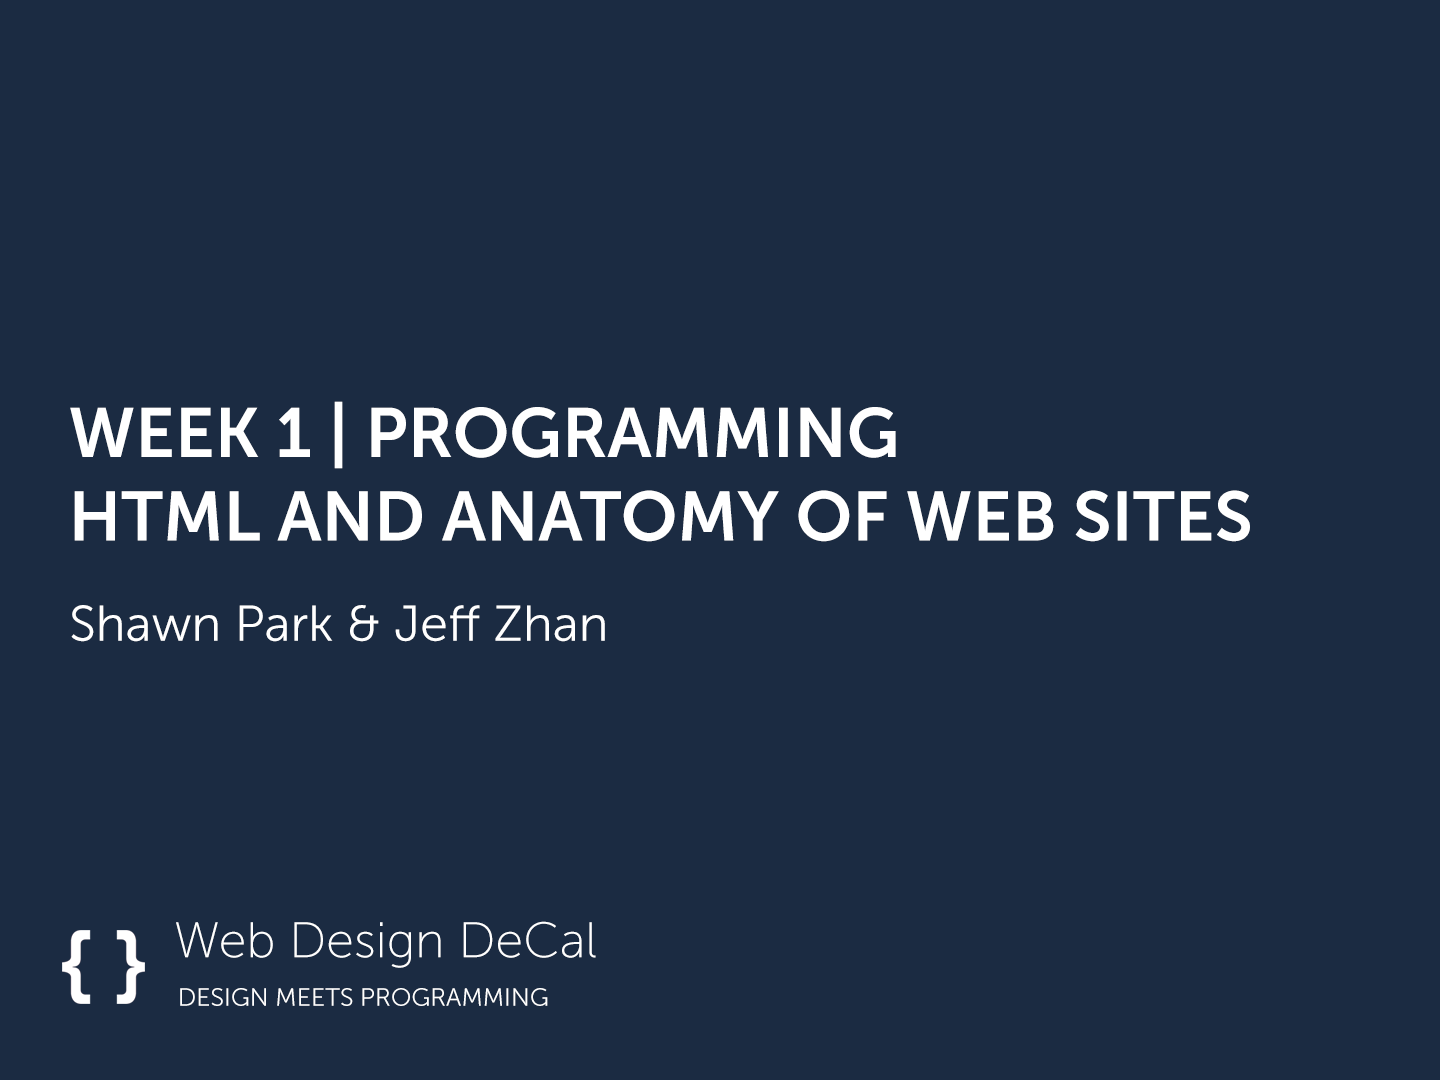 WEEK 1 | PROGRAMMING
HTML AND ANATOMY OF WEB SITES
Shawn Park & Jeff Zhan
{ } Web Design DeCal
DESIGN MEETS PROGRAMMING